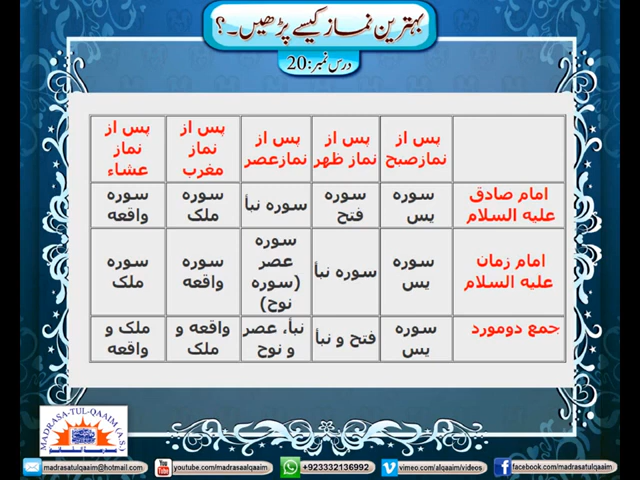 بہترین نماز کیسے پڑھیں۔؟
درس نمبر: 20
پس از نمازصبح
پس از نماز ظهر
پس از نمازعصر
پس از نماز مغرب
پس از نماز عشاء
امام صادق علیه السلام
سوره یس
سوره فتح
سوره نبأ
سوره ملک
سوره واقعه
امام زمان علیه السلام
سوره یس
سوره نبأ
سوره عصر (سوره نوح)
سوره واقعه
سوره ملک
جمع دومورد
سوره یس
فتح و نبأ
نبأ، عصر و نوح
واقعه و ملک
ملک و واقعه
MADRASA-TUL-QAAIM (A.S.)
madrasatulqaaim@hotmail.com
youtube.com/madrasaalqaaim
+923332136992
vimeo.com/alqaaim/videos
facebook.com/madrasatulqaaim